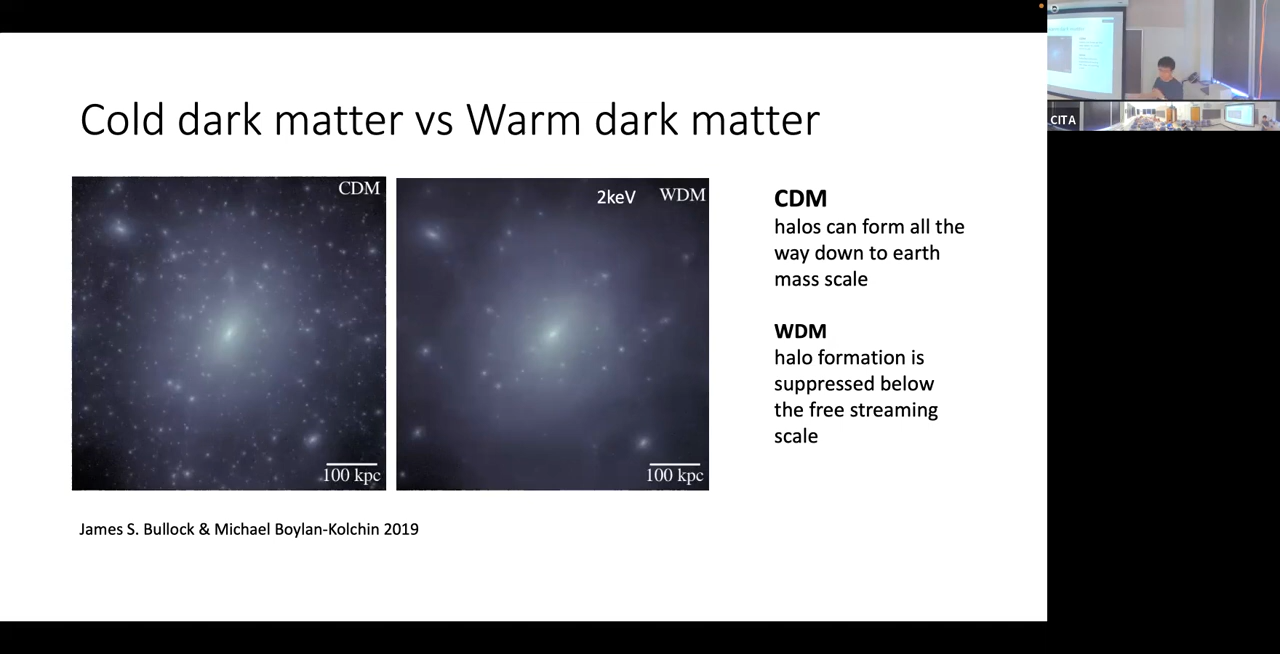 Cold dark matter vs Warm dark matter
CDM
100 kpc
2keV WDM
100 kpc
CDM
halos can form all the
way down to earth
mass scale
WDM
halo formation is
suppressed below
the free streaming
scale
James S. Bullock & Michael Boylan-Kolchin 2019
CITA